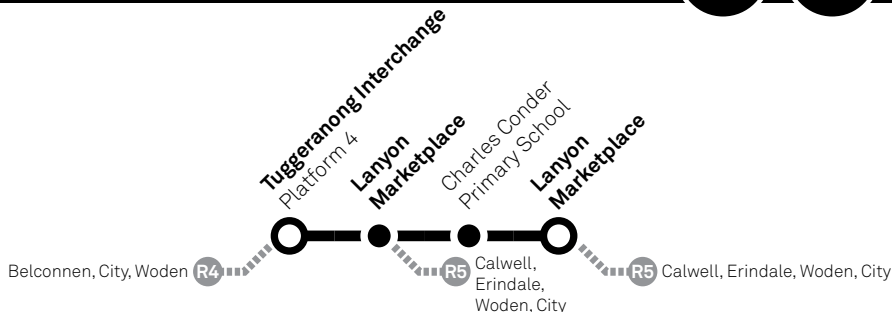 Tuggeranong Interchange
Platform 4
Lanyon
Marketplace
Charles Conder
Primary School
Lanyon
Marketplace
Belconnen, City, Woden R4
R5 Calwell,
Erindale,
Woden, City
R5 Calwell, Erindale, Woden, City